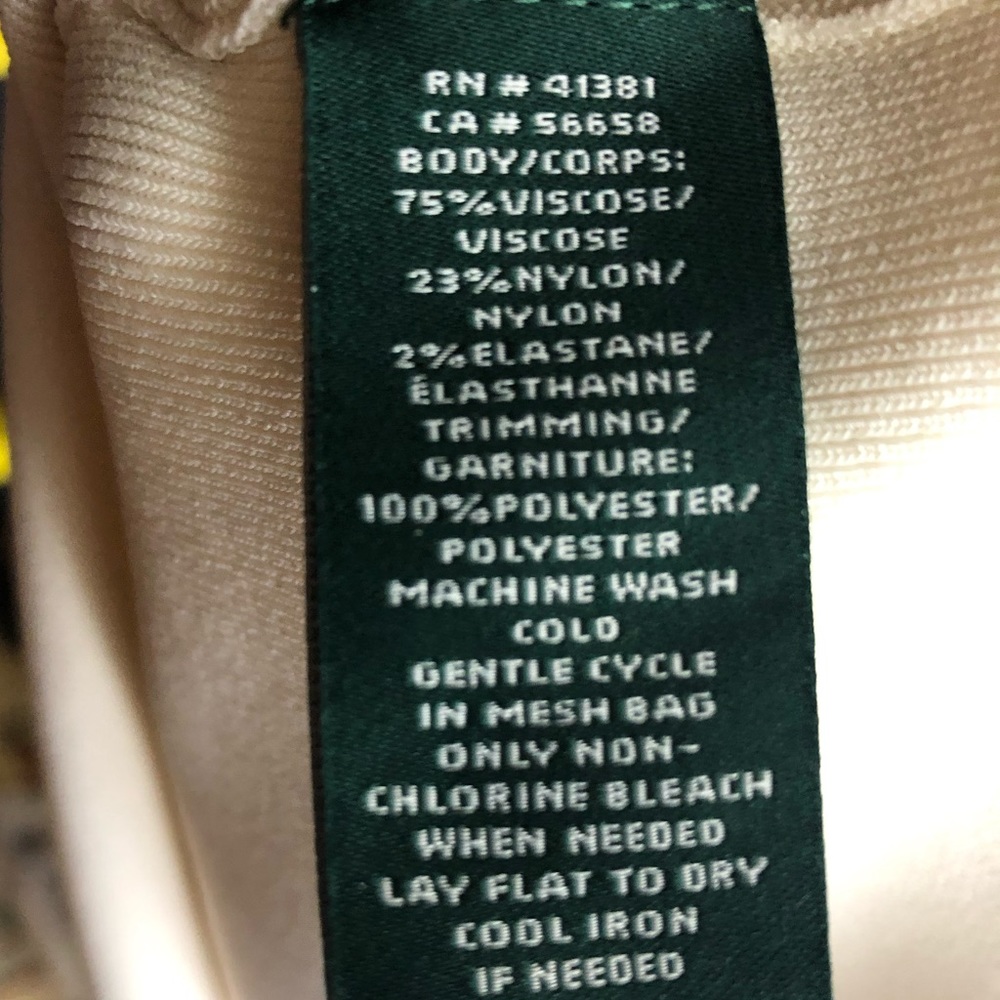 RN # 41381
CA # 56658
BODY/CORPS:
75%VISCOSE/
VISCOSE
23%NYLON/
NYLON
2%ELASTANE/
ÉLASTHANNE
TRIMMING/
GARNITURE:
100%POLYESTER/
POLYESTER
MACHINE WASH
COLD
GENTLE CYCLE
IN MESH BAG
ONLY NON-
CHLORINE BLEACH
WHEN NEEDED
LAY FLAT TO DRY
COOL IRON
IF NEEDED